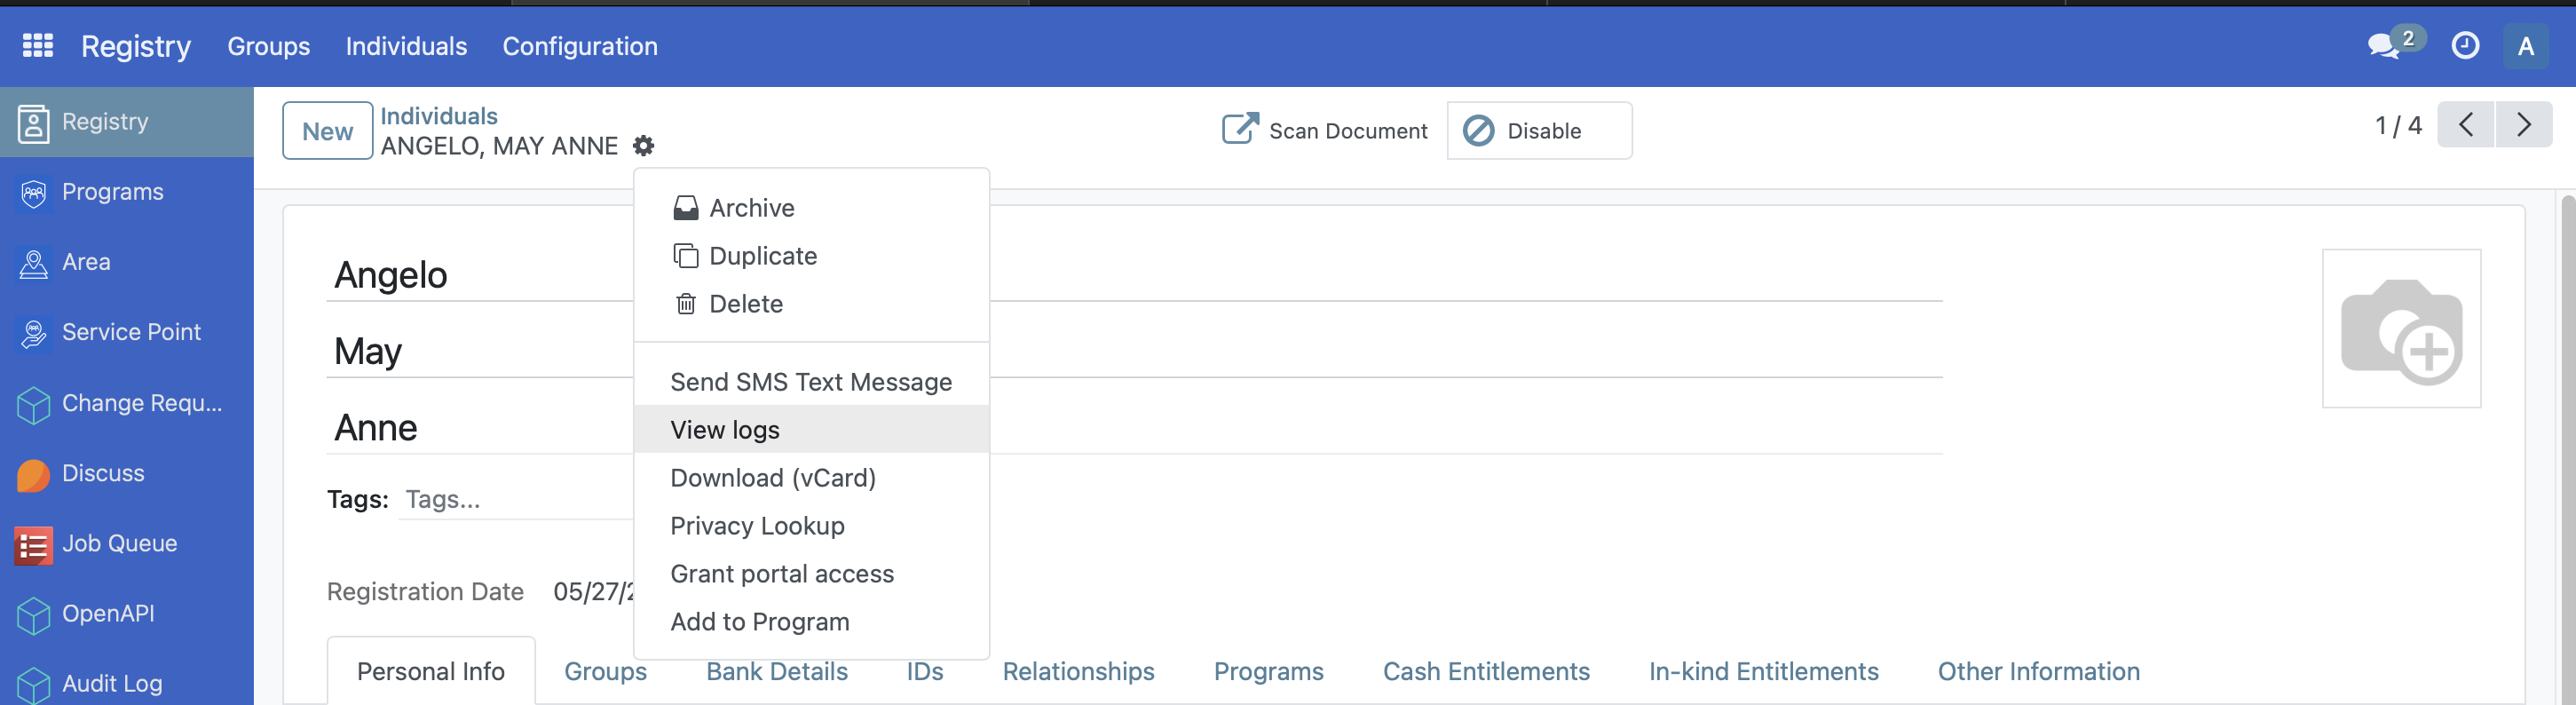 Registry Groups Individuals Configuration 2 A
Registry
Programs
Area
Service Point
Change Requ...
Discuss
Job Queue
OpenAPI
Audit Log
New
Individuals
ANGELO, MAY ANNE
Scan Document
Disable
1 / 4
Archive
Duplicate
Delete
Send SMS Text Message
View logs
Download (vCard)
Privacy Lookup
Grant portal access
Add to Program
Angelo
May
Anne
Tags: Tags...
Registration Date 05/27/2
Personal Info Groups Bank Details IDs Relationships Programs Cash Entitlements In-kind Entitlements Other Information